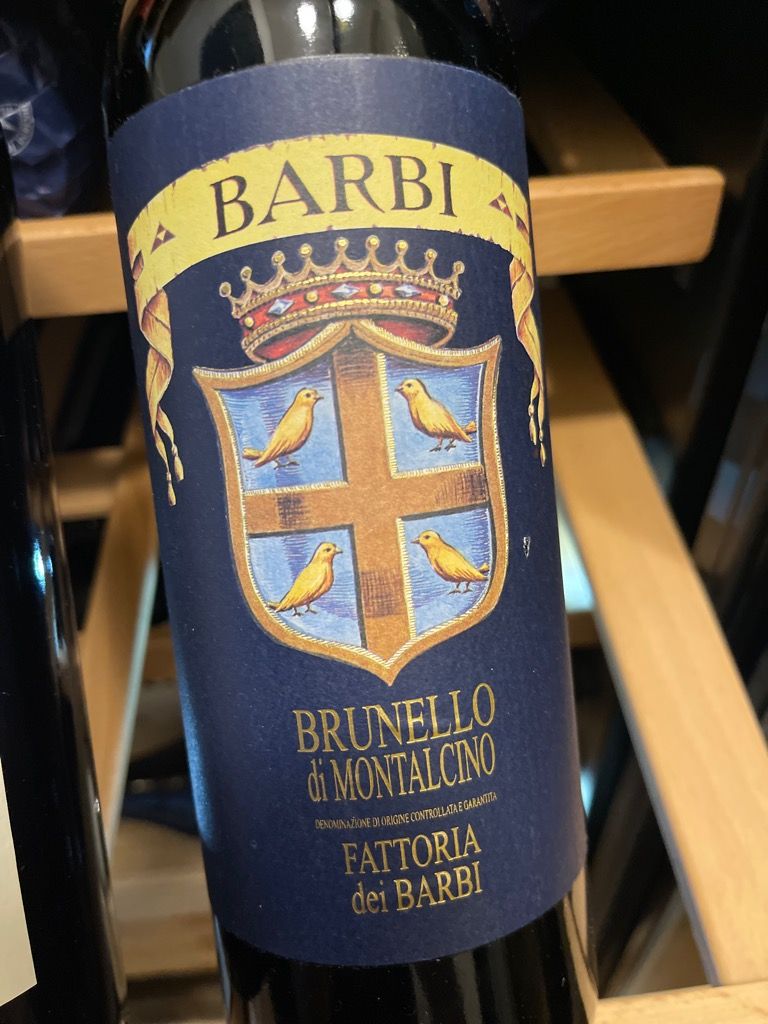 BARBI
BRUNELLO
di MONTALCINO
DENOMINAZIONE DI ORIGINE CONTROLLATA E GARANTITA
FATTORIA
dei BARBI